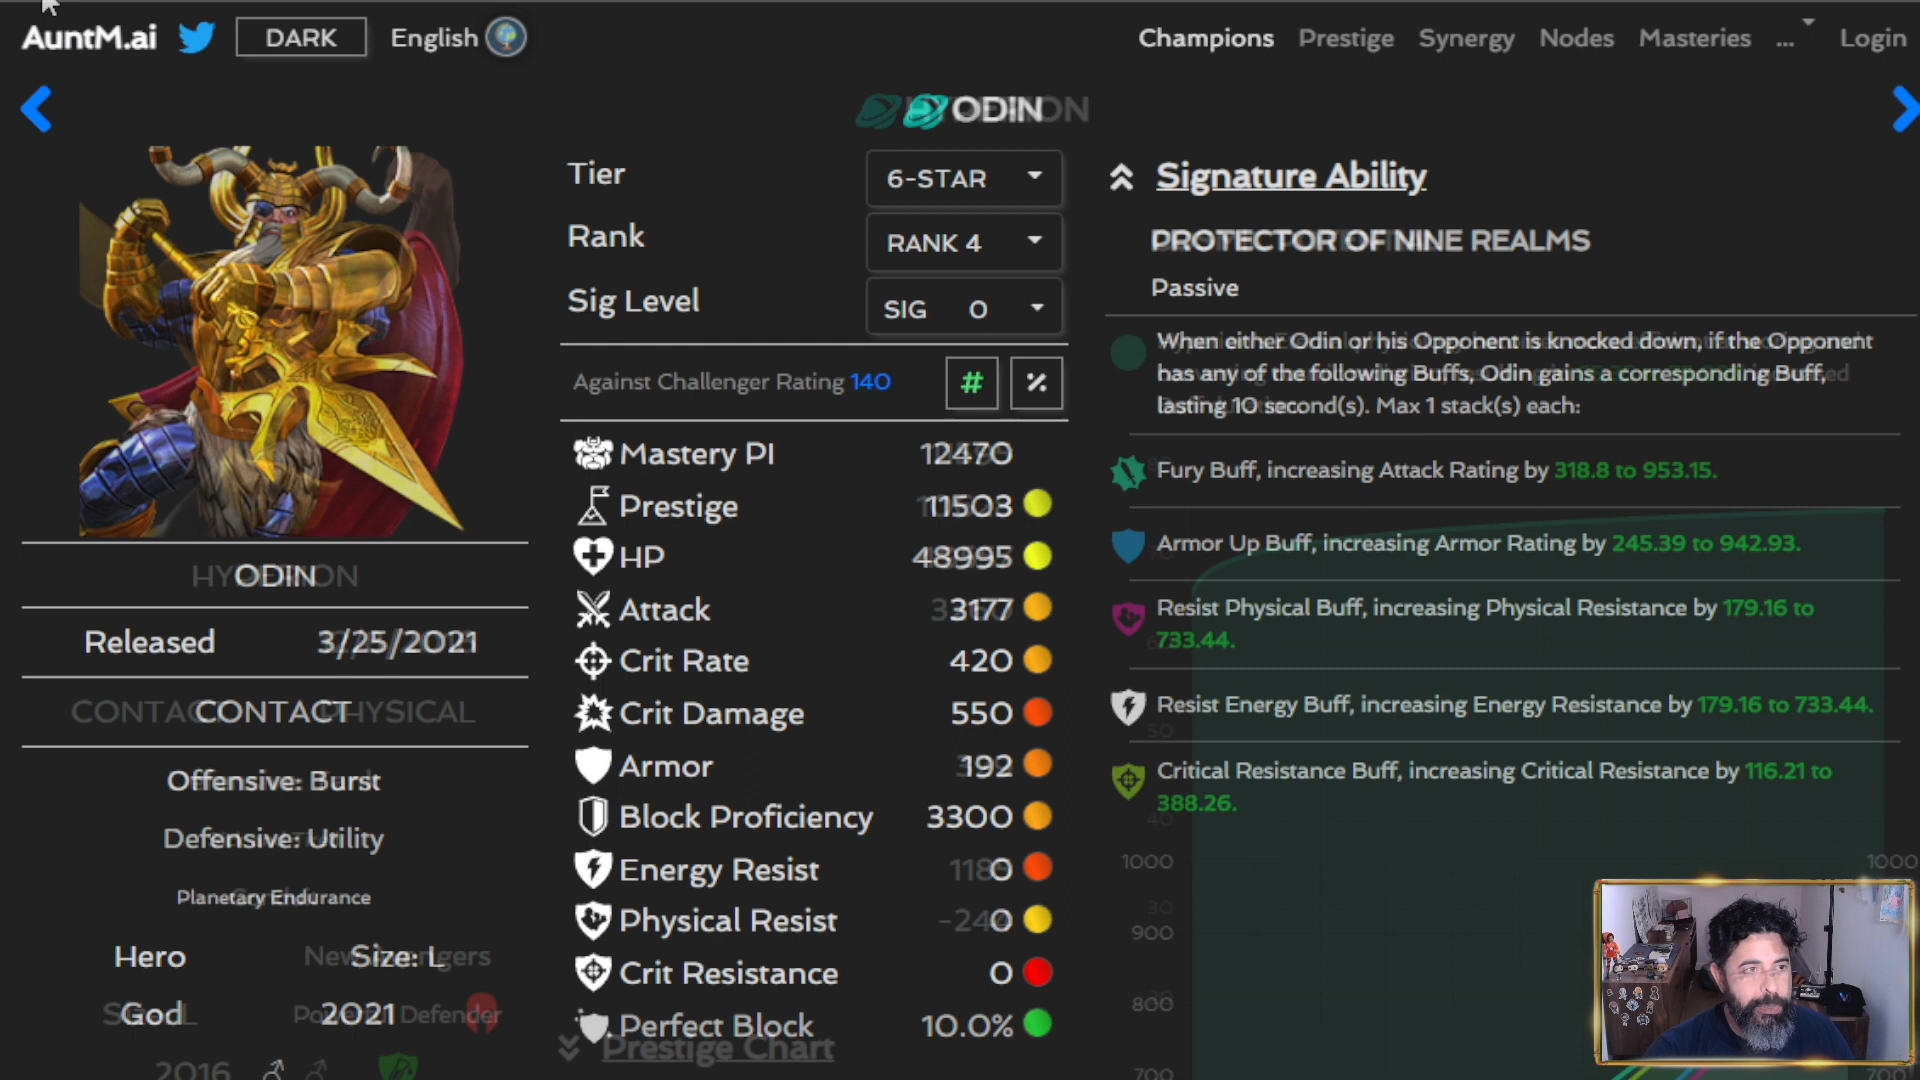 AuntM.ai DARK English Champions Prestige Synergy Nodes Masteries ... Login
ODIN
Tier 6-STAR
Rank RANK 4
Sig Level SIG 0
Against Challenger Rating 140 # %
Mastery PI 12470
Prestige 11503
HP 48995
Attack 3177
Crit Rate 420
Crit Damage 550
Armor 192
Block Proficiency 3300
Energy Resist 0
Physical Resist 0
Crit Resistance 0
Perfect Block 10.0%
Prestige Chart
ODIN
Released 3/25/2021
CONTACT
Offensive: Burst
Defensive: Utility
Planetary Endurance
Hero Size: L
God 2021
2016
Signature Ability
PROTECTOR OF NINE REALMS
Passive
When either Odin or his Opponent is knocked down, if the Opponent
has any of the following Buffs, Odin gains a corresponding Buff,
lasting 10 second(s). Max 1 stack(s) each:
Fury Buff, increasing Attack Rating by 318.8 to 953.15.
Armor Up Buff, increasing Armor Rating by 245.39 to 942.93.
Resist Physical Buff, increasing Physical Resistance by 179.16 to
733.44.
Resist Energy Buff, increasing Energy Resistance by 179.16 to 733.44.
50
Critical Resistance Buff, increasing Critical Resistance by 116.21 to
388.26.
40
1000 1000
30
900
800
700 700